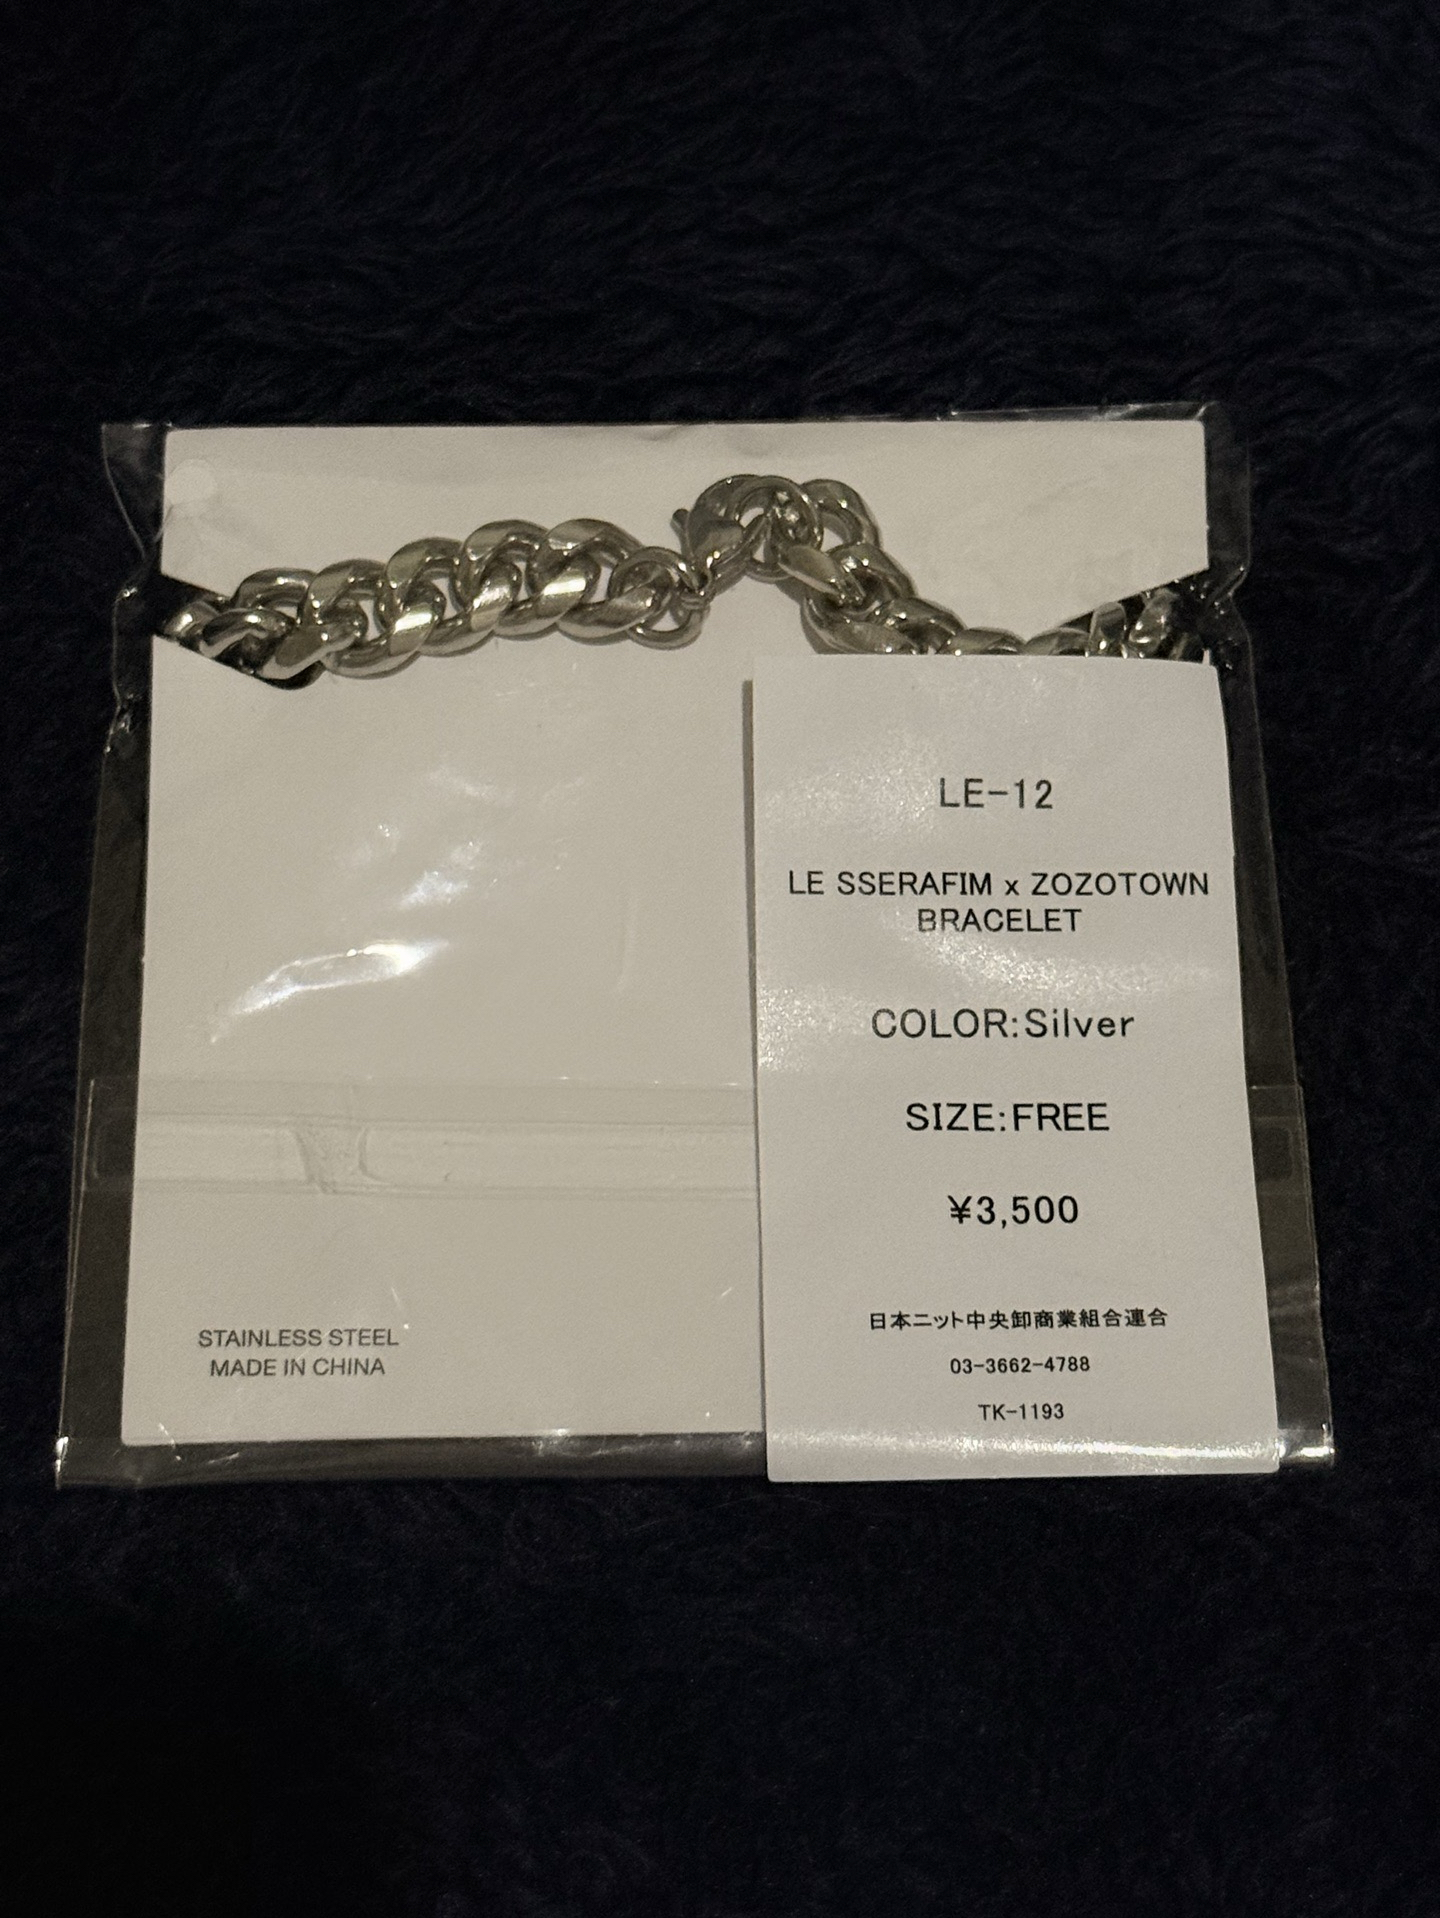 LE-12
LE SSERAFIM x ZOZOTOWN
BRACELET
COLOR:Silver
SIZE:FREE
¥3,500
日本ニット中央卸商業組合連合
03-3662-4788
TK-1193
STAINLESS STEEL
MADE IN CHINA